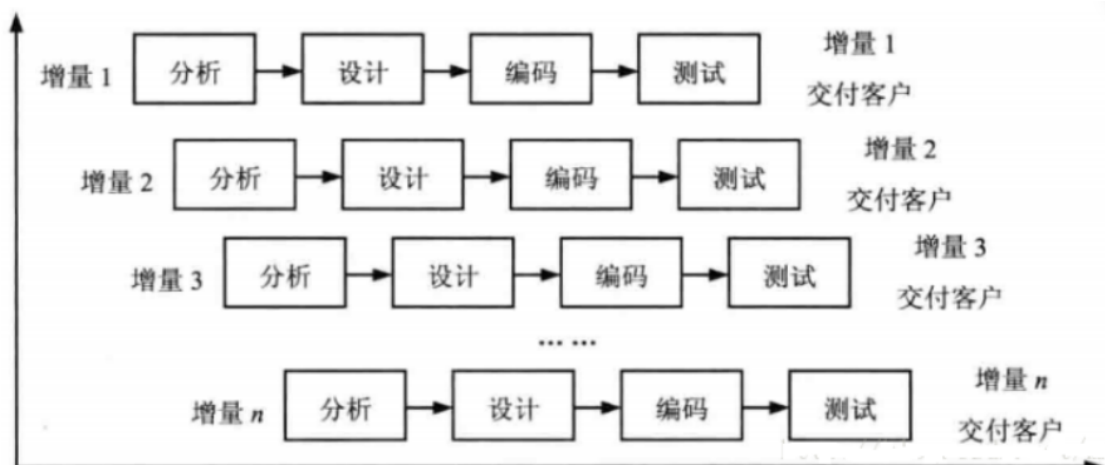 增量 1 分析 设计 编码 测试 增量 1
交付客户
增量 2 分析 设计 编码 测试 增量 2
交付客户
增量 3 分析 设计 编码 测试 增量 3
交付客户
... ...
增量 n 分析 设计 编码 测试 增量 n
交付客户